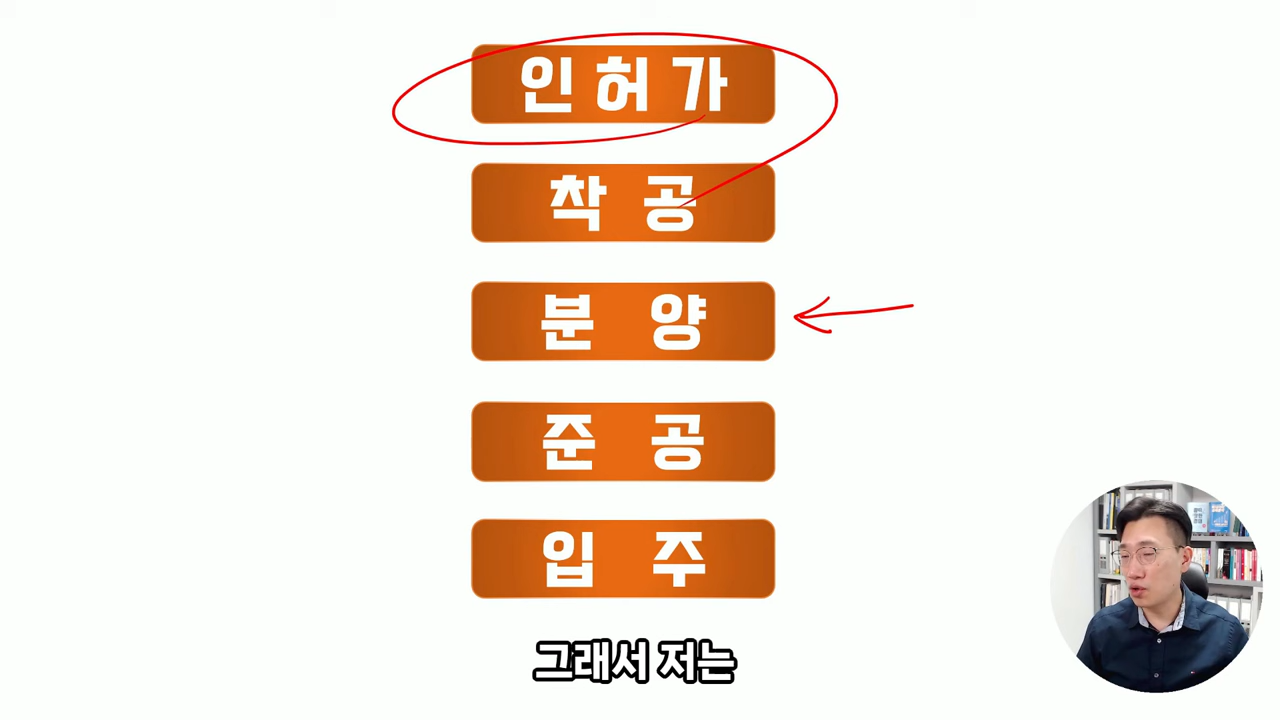 인허가
착 공
분 양
준 공
입 주
그래서 저는